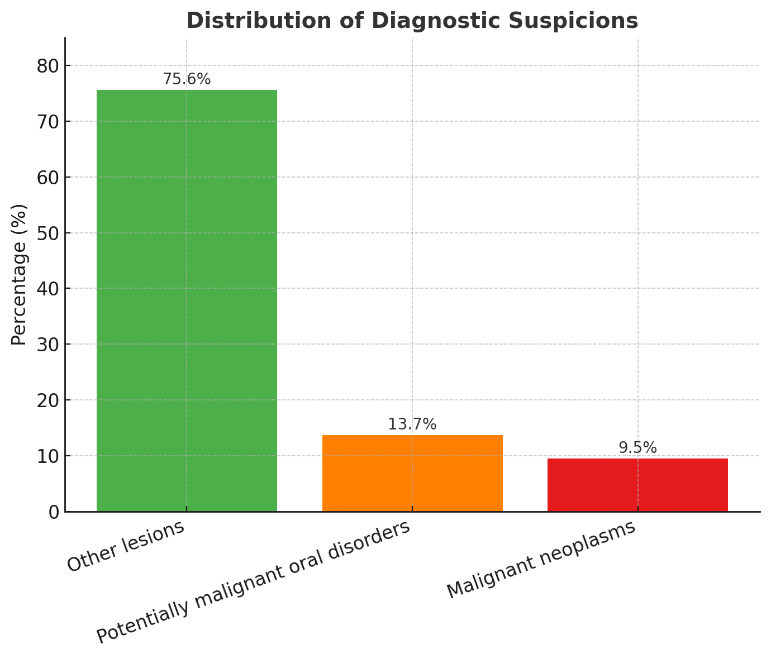 Distribution of Diagnostic Suspicions
Percentage (%)
80
70
60
50
40
30
20
10
0
75.6%
13.7%
9.5%
Other lesions
Potentially malignant oral disorders
Malignant neoplasms